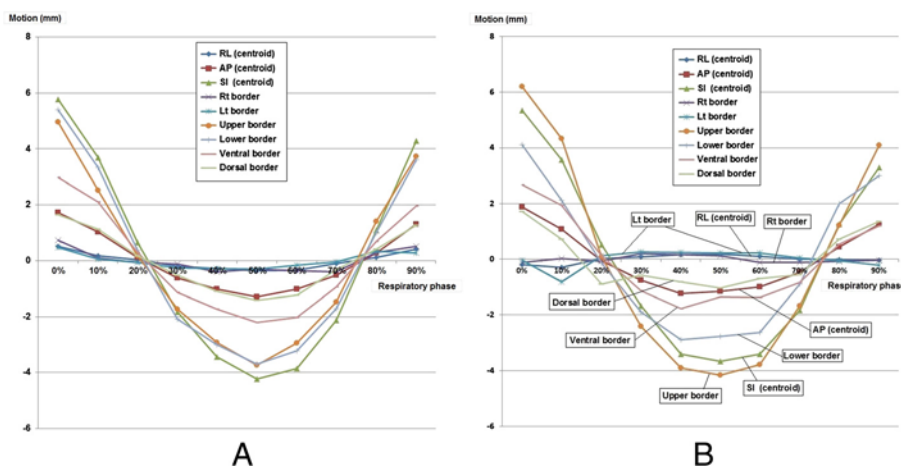 Motion (mm)
8
6
4
2
0
-2
-4
-6
RL (centroid)
AP (centroid)
SI (centroid)
Rt border
Lt border
Upper border
Lower border
Ventral border
Dorsal border
0% 10% 20% 30% 40% 50% 60% 70% 80% 90%
Respiratory phase
A
Motion (mm)
8
6
4
2
0
-2
-4
-6
RL (centroid)
AP (centroid)
SI (centroid)
Rt border
Lt border
Upper border
Lower border
Ventral border
Dorsal border
Lt border
RL (centroid)
Rt border
0% 10% 20% 30% 40% 50% 60% 70% 80% 90%
Respiratory phase
Dorsal border
AP (centroid)
Ventral border
Lower border
SI (centroid)
Upper border
B